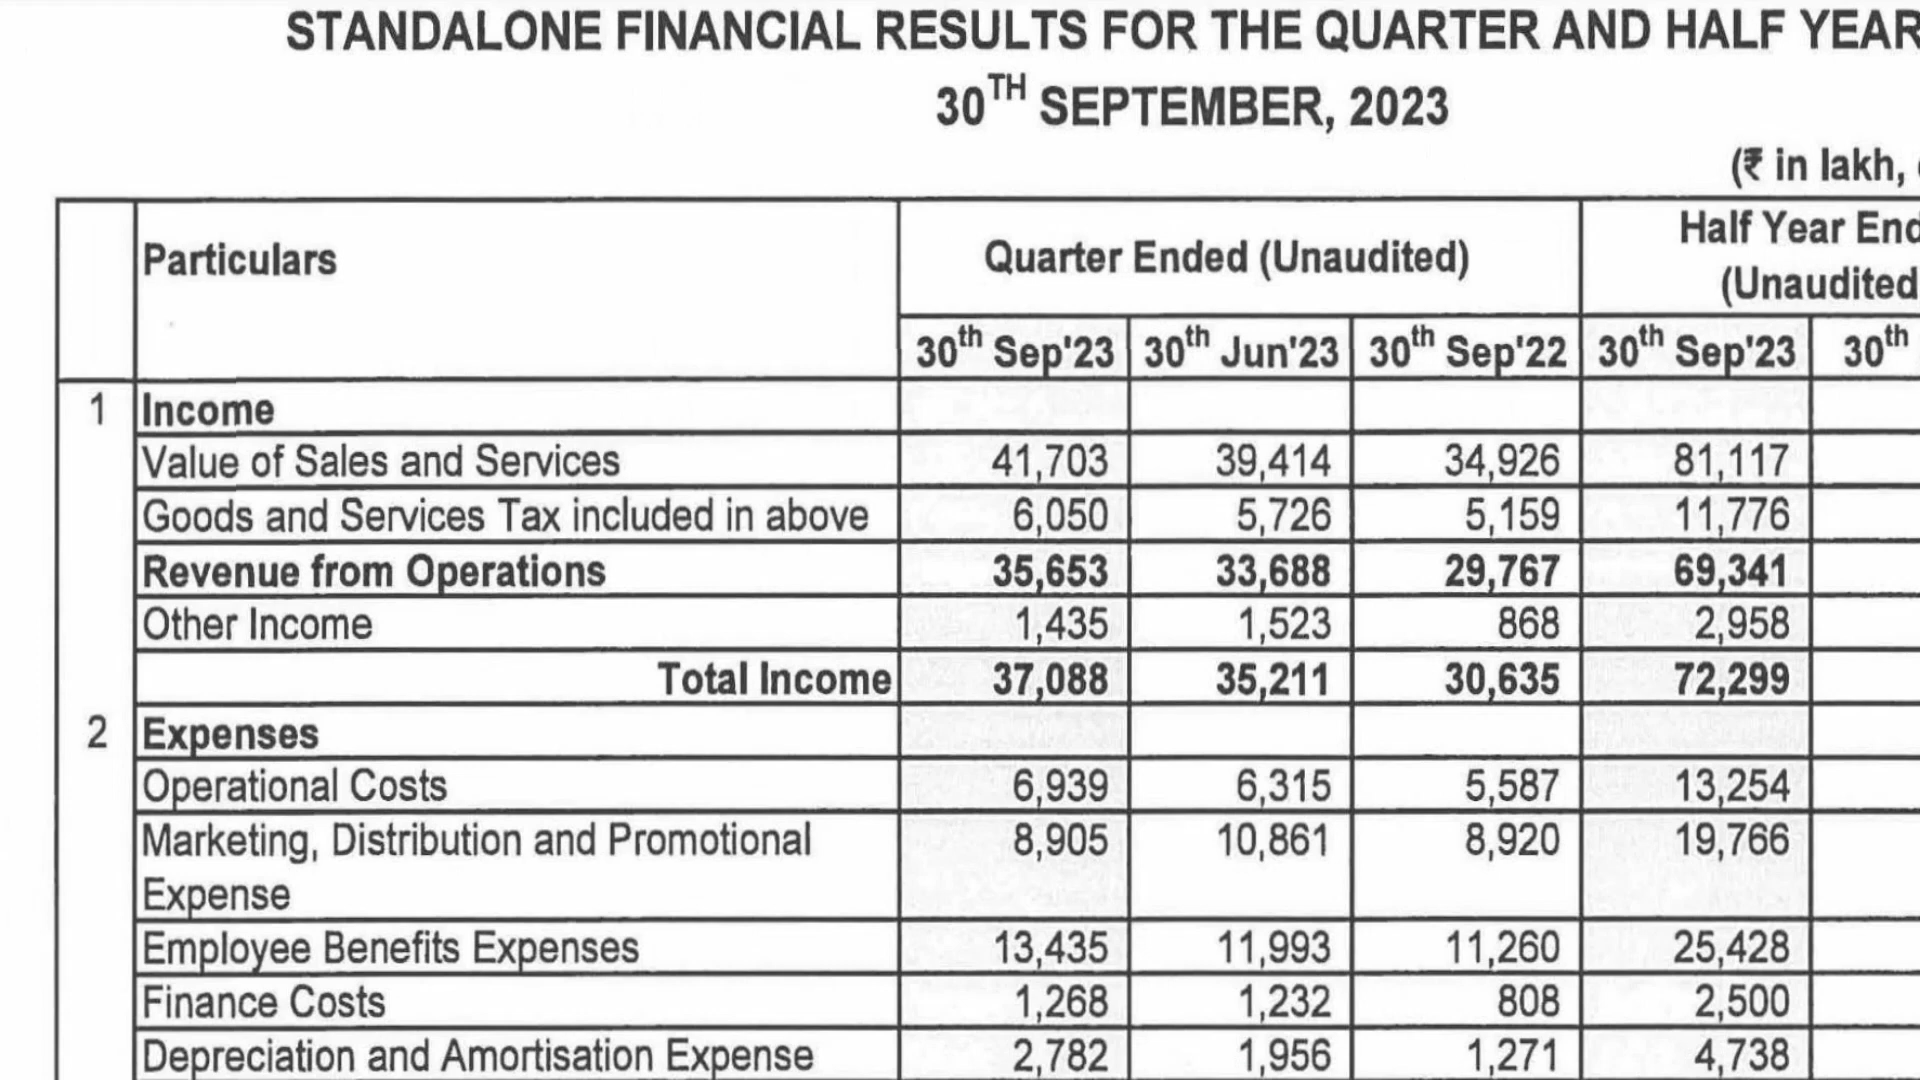 STANDALONE FINANCIAL RESULTS FOR THE QUARTER AND HALF YEAR
30TH SEPTEMBER, 2023
(₹ in lakh,
Particulars Quarter Ended (Unaudited) Half Year End
(Unaudited
30th Sep'23 30th Jun'23 30th Sep'22 30th Sep'23 30th
1 Income
Value of Sales and Services 41,703 39,414 34,926 81,117
Goods and Services Tax included in above 6,050 5,726 5,159 11,776
Revenue from Operations 35,653 33,688 29,767 69,341
Other Income 1,435 1,523 868 2,958
Total Income 37,088 35,211 30,635 72,299
2 Expenses
Operational Costs 6,939 6,315 5,587 13,254
Marketing, Distribution and Promotional 8,905 10,861 8,920 19,766
Expense
Employee Benefits Expenses 13,435 11,993 11,260 25,428
Finance Costs 1,268 1,232 808 2,500
Depreciation and Amortisation Expense 2,782 1,956 1,271 4,738